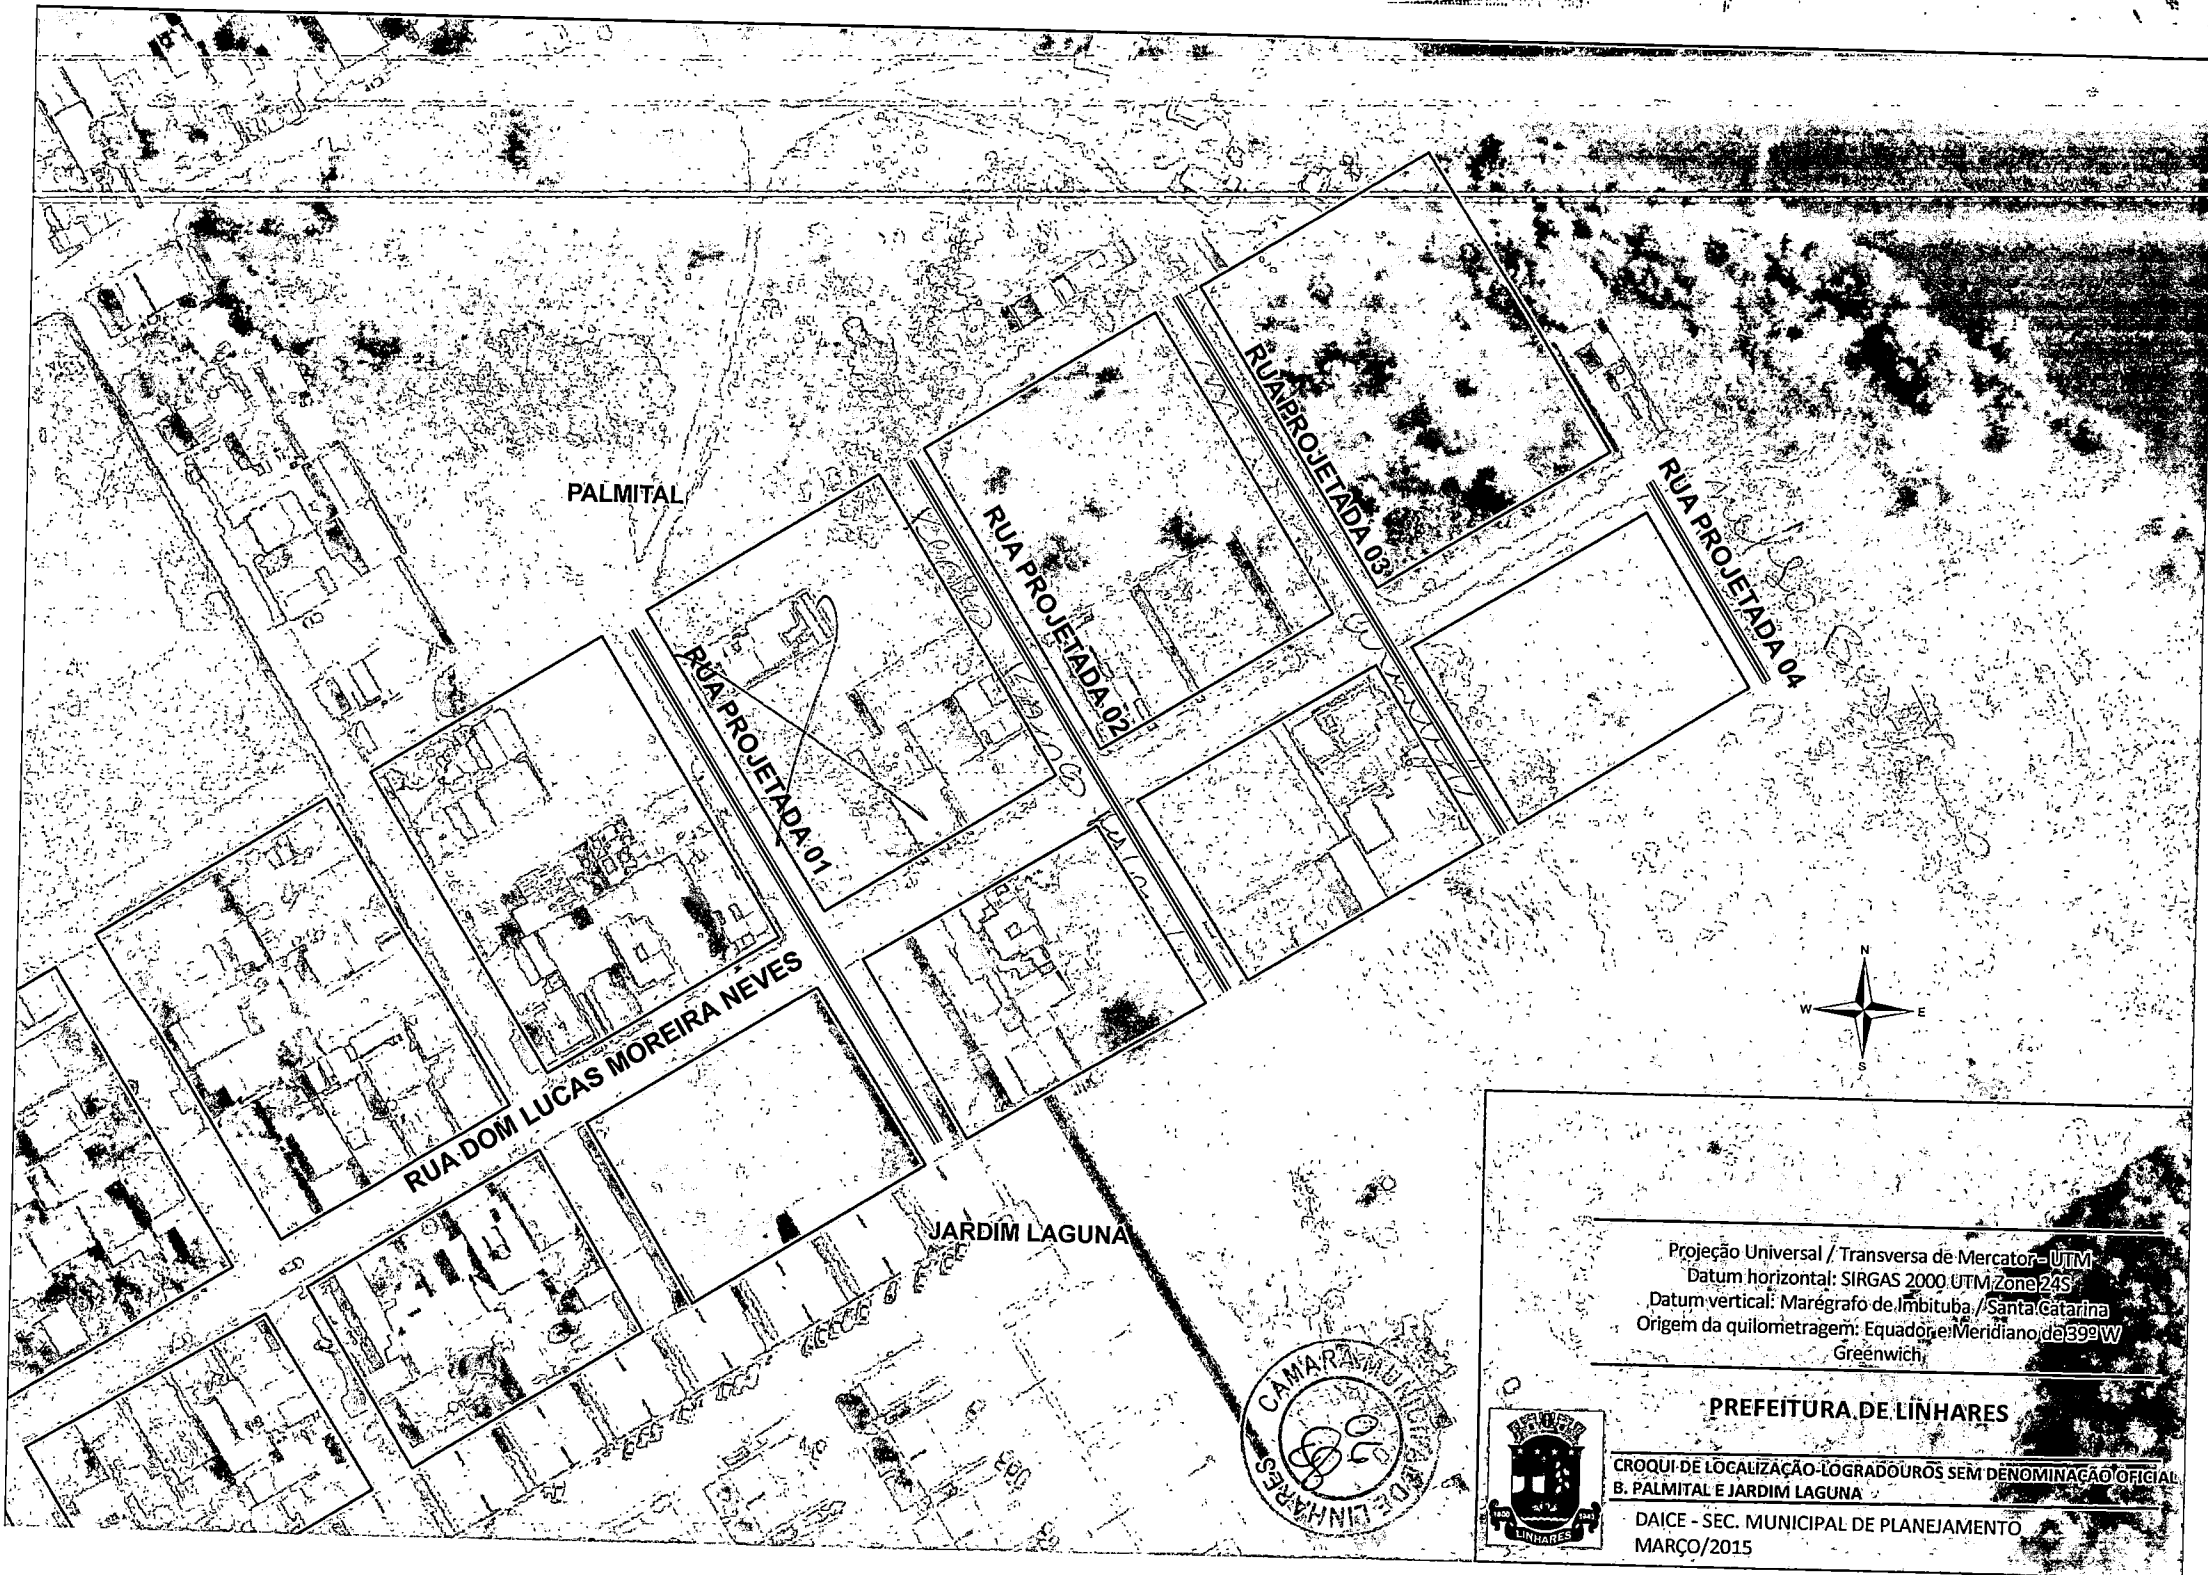 PALMITAL
RUA PROJETADA 01
RUA PROJETADA 02
RUA PROJETADA 03
RUA PROJETADA 04
RUA DOM LUCAS MOREIRA NEVES
JARDIM LAGUNA
N
W E
S
CÂMARA MUNICIPAL DE LINHARES
Projeção Universal / Transversa de Mercator - UTM
Datum horizontal: SIRGAS 2000 UTM Zone 24S
Datum vertical: Marégrafo de Imbituba / Santa Catarina
Origem da quilometragem: Equador e Meridiano de 39º W
Greenwich
PREFEITURA DE LINHARES
CROQUI DE LOCALIZAÇÃO-LOGRADOUROS SEM DENOMINAÇÃO OFICIAL
B. PALMITAL E JARDIM LAGUNA
DAICE - SEC. MUNICIPAL DE PLANEJAMENTO
MARÇO/2015
LINHARES